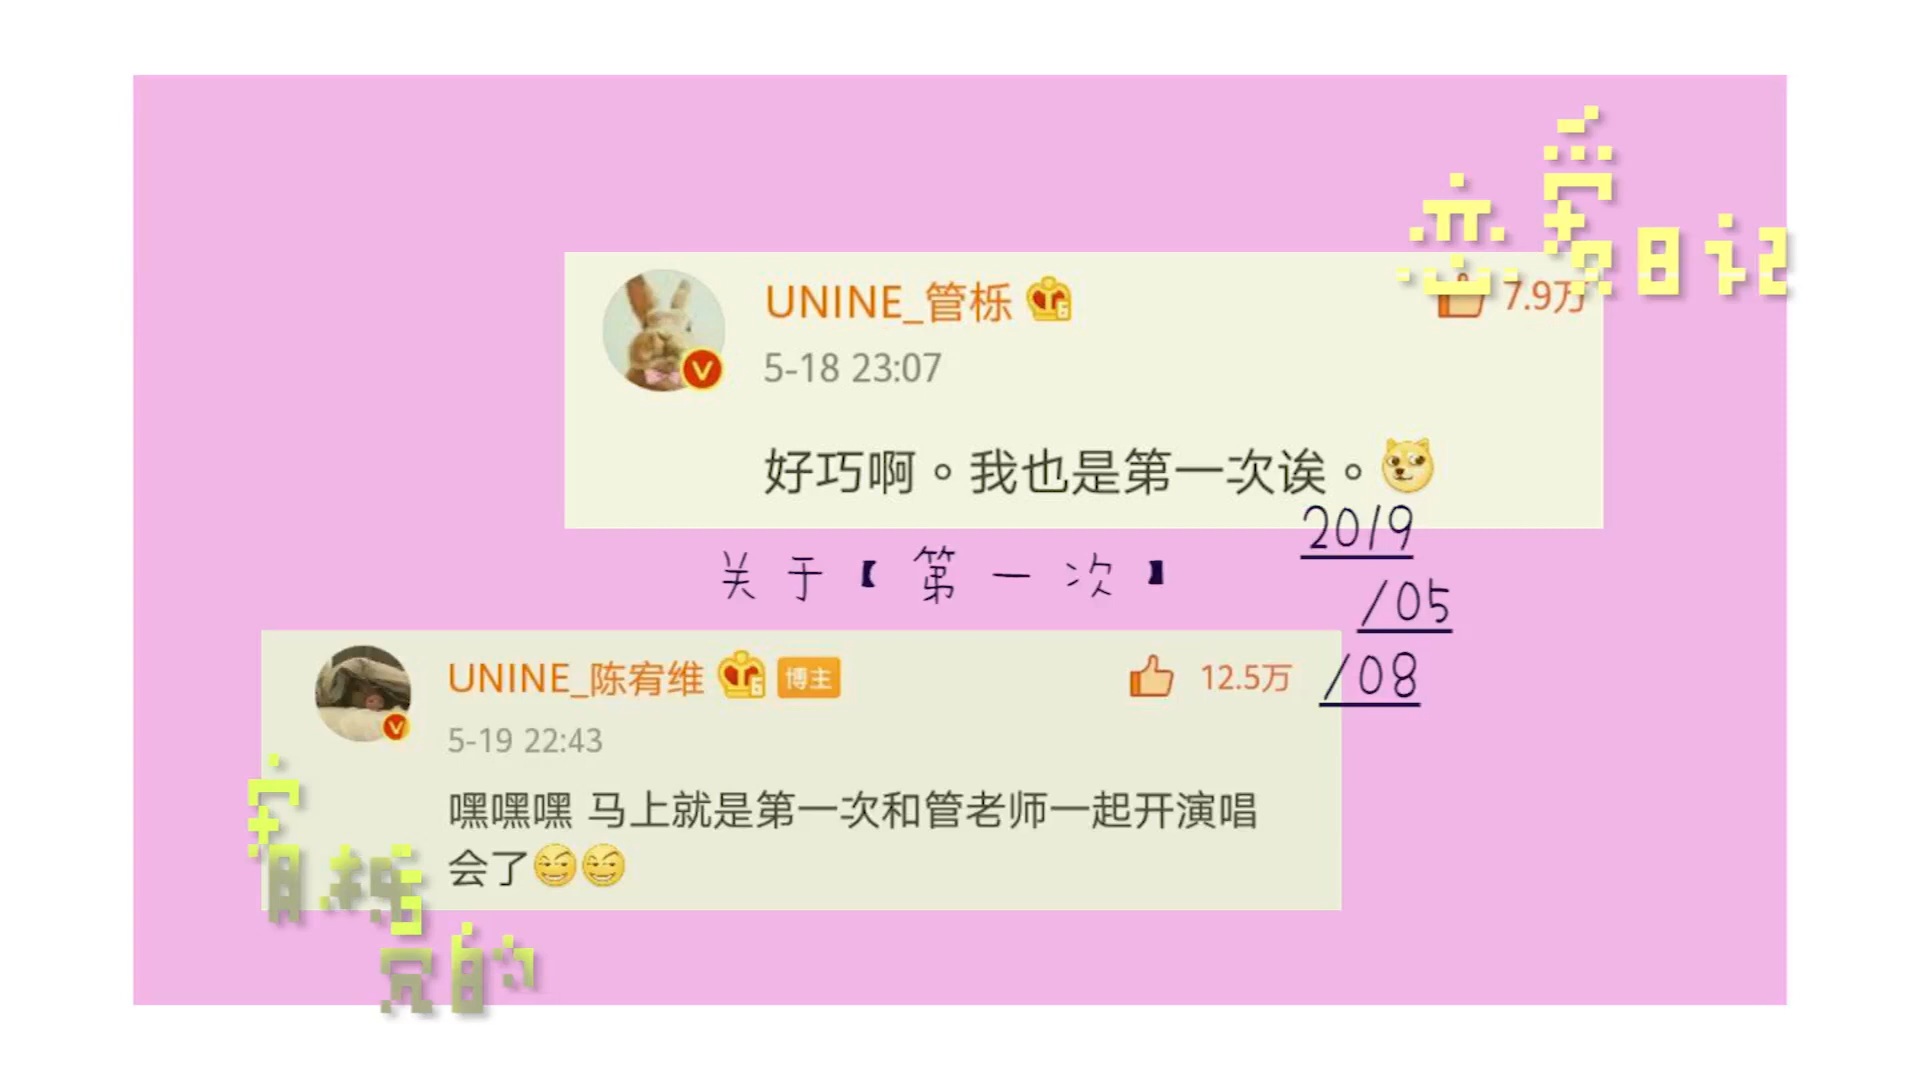 恋爱日记
UNINE_管栎
7.9万
5-18 23:07
好巧啊。我也是第一次诶。
2019
关于【第一次】
/05
/08
UNINE_陈宥维 博主
12.5万
5-19 22:43
嘿嘿嘿 马上就是第一次和管老师一起开演唱
会了
的